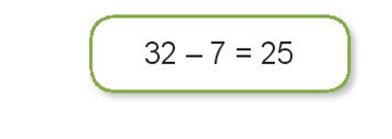 32 – 7 = 25